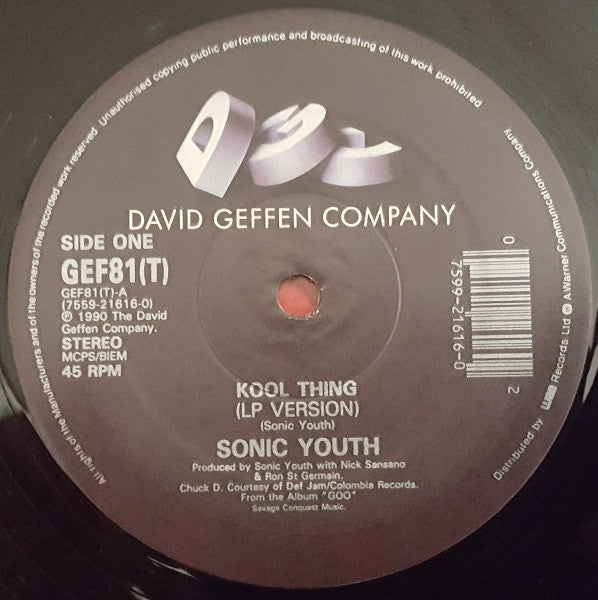 Unauthorised copying public performance and broadcasting of this work prohibited
All rights of the Manufacturers and of the owners of the recorded work reserved.
DGC
DAVID GEFFEN COMPANY
SIDE ONE
GEF81(T)
GEF81(T)-A
(7559-21616-0)
℗ 1990 The David
Geffen Company.
STEREO
MCPS/BIEM
45 RPM
0
7599-21616-0
2
KOOL THING
(LP VERSION)
(Sonic Youth)
SONIC YOUTH
Produced by Sonic Youth with Nick Sansano
& Ron St Germain.
Chuck D. Courtesy of Def Jam/Colombia Records.
From the Album "GOO"
Savage Conquest Music.
Distributed by wea Records Ltd. A Warner Communications Company.